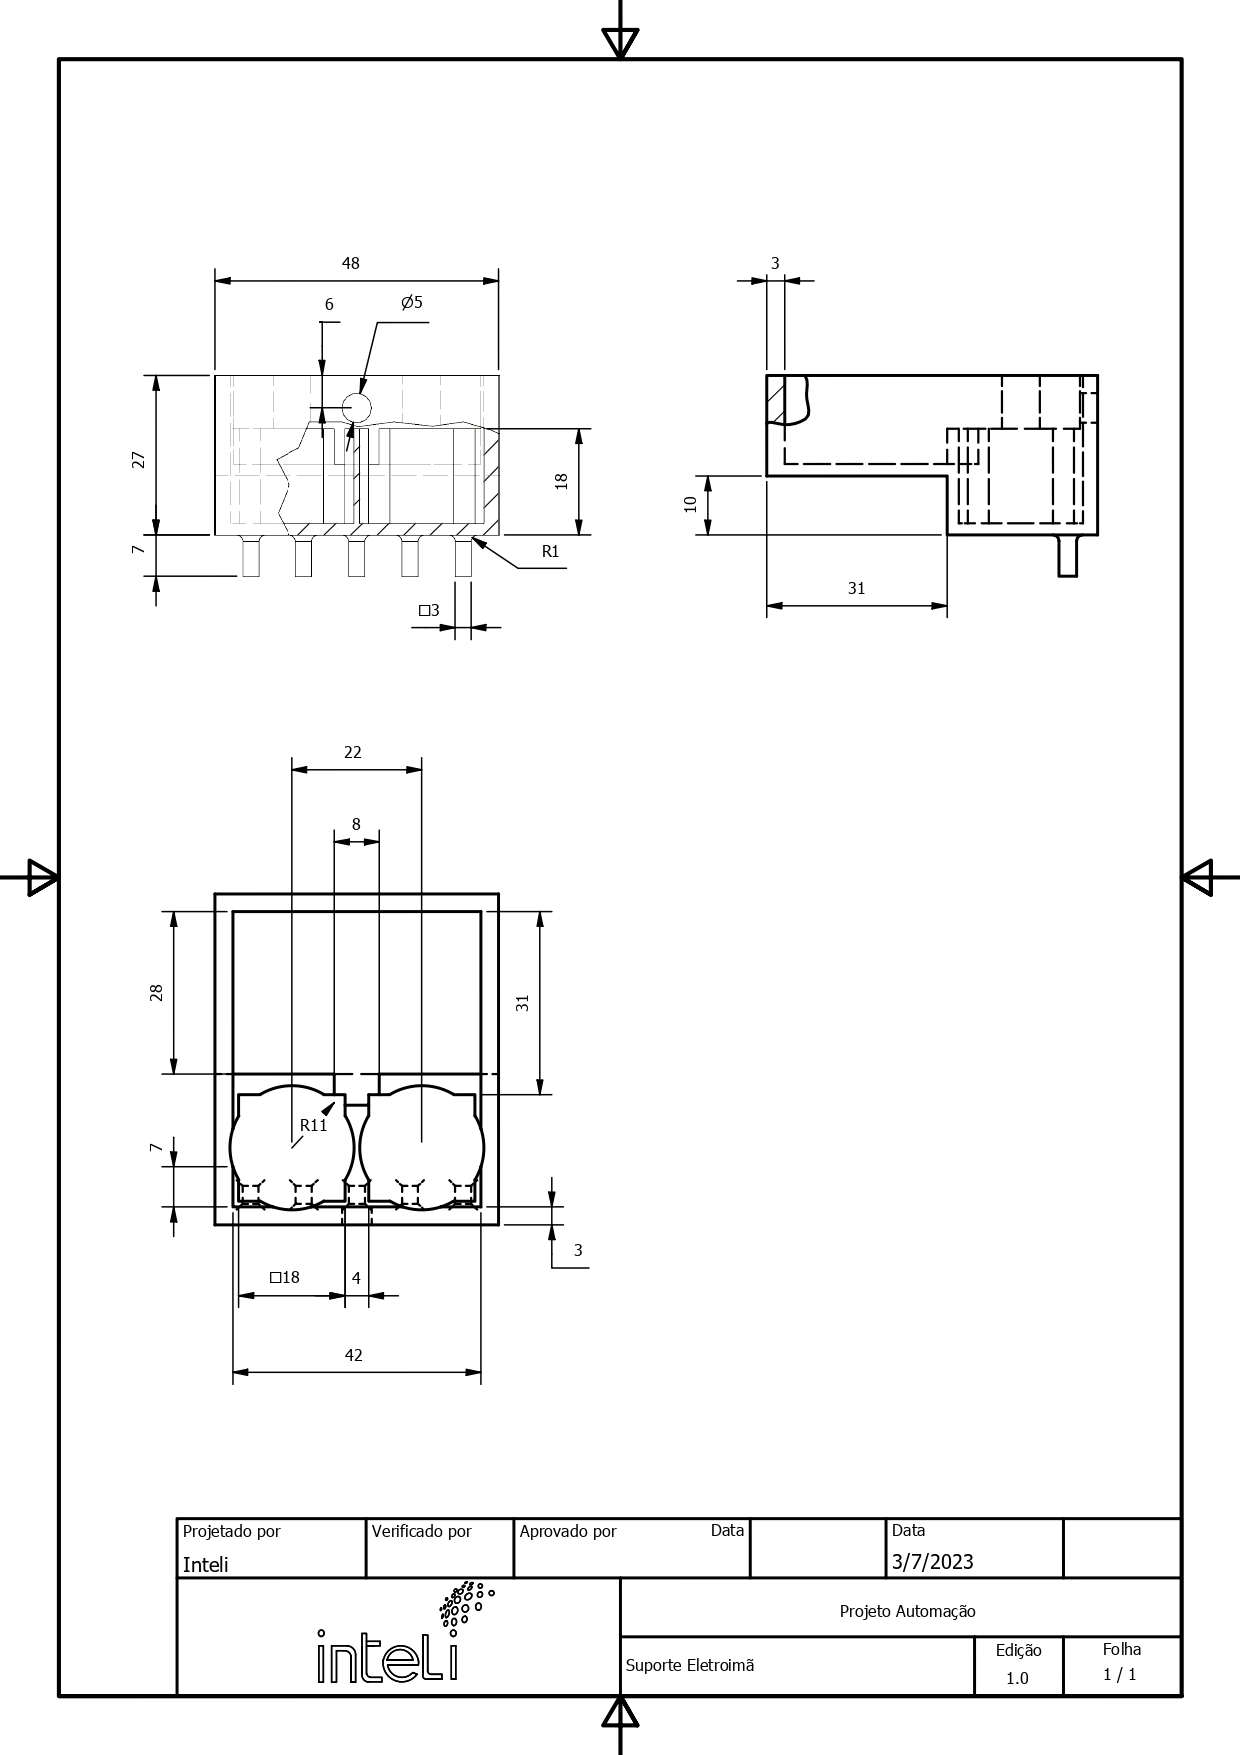 48
3
6
Ø5
27
18
10
7
R1
31
□3
22
8
28
31
R11
7
3
□18
4
42
Projetado por
Verificado por
Aprovado por
Data
Data
Inteli
3/7/2023
inteli
Projeto Automação
Suporte Eletroimã
Edição
1.0
Folha
1 / 1